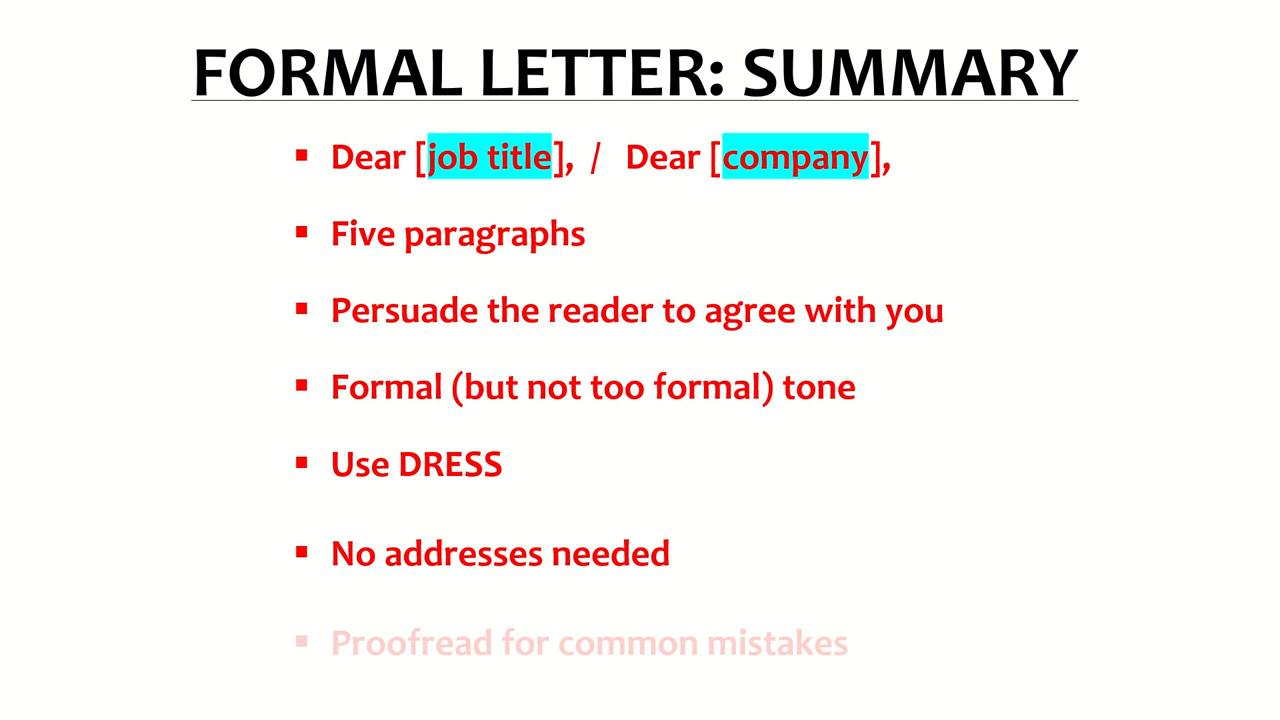 FORMAL LETTER: SUMMARY
▪ Dear [job title], / Dear [company],
▪ Five paragraphs
▪ Persuade the reader to agree with you
▪ Formal (but not too formal) tone
▪ Use DRESS
▪ No addresses needed
▪ Proofread for common mistakes